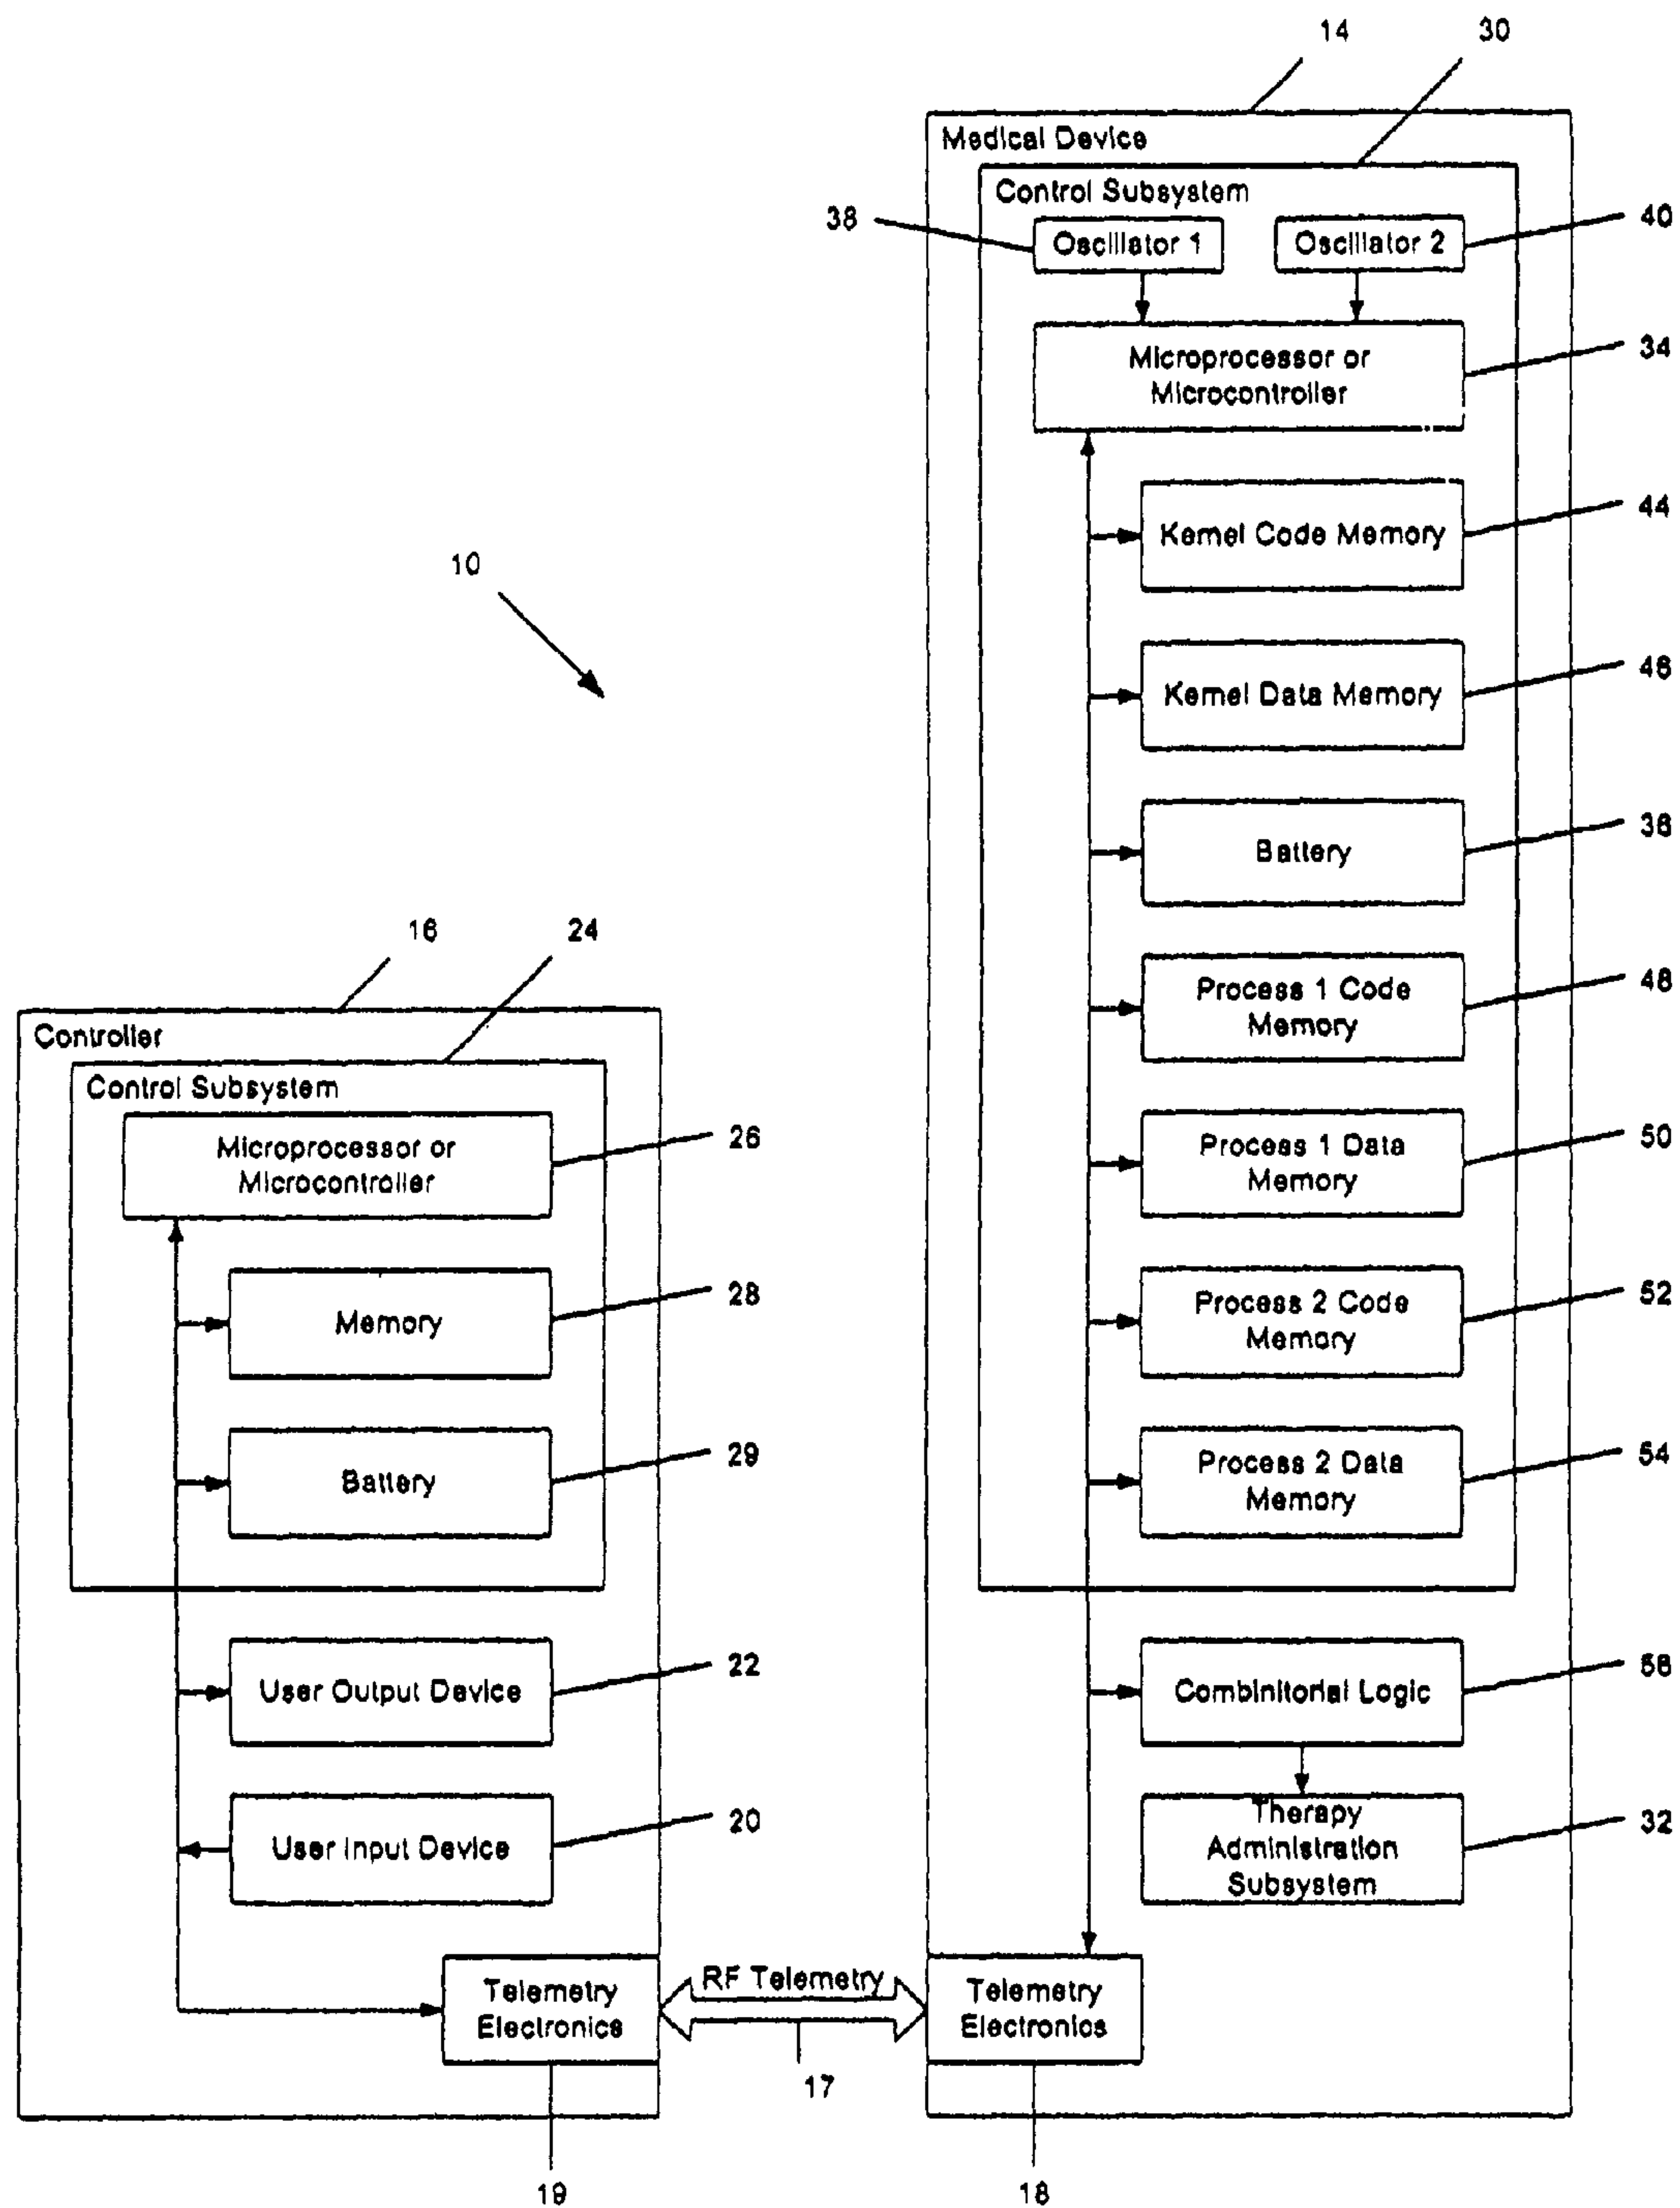 14
30
Medical Device
Control Subsystem
38
Oscillator 1
Oscillator 2
40
Microprocessor or
Microcontroller
34
Kernel Code Memory
44
10
Kernel Data Memory
46
Battery
36
16
24
Process 1 Code
Memory
48
Controller
Control Subsystem
Microprocessor or
Microcontroller
26
Process 1 Data
Memory
50
Memory
28
Process 2 Code
Memory
52
Battery
29
Process 2 Data
Memory
54
User Output Device
22
Combinitorial Logic
58
User Input Device
20
Therapy
Administration
Subsystem
32
Telemetry
Electronics
RF Telemetry
Telemetry
Electronics
17
19
18